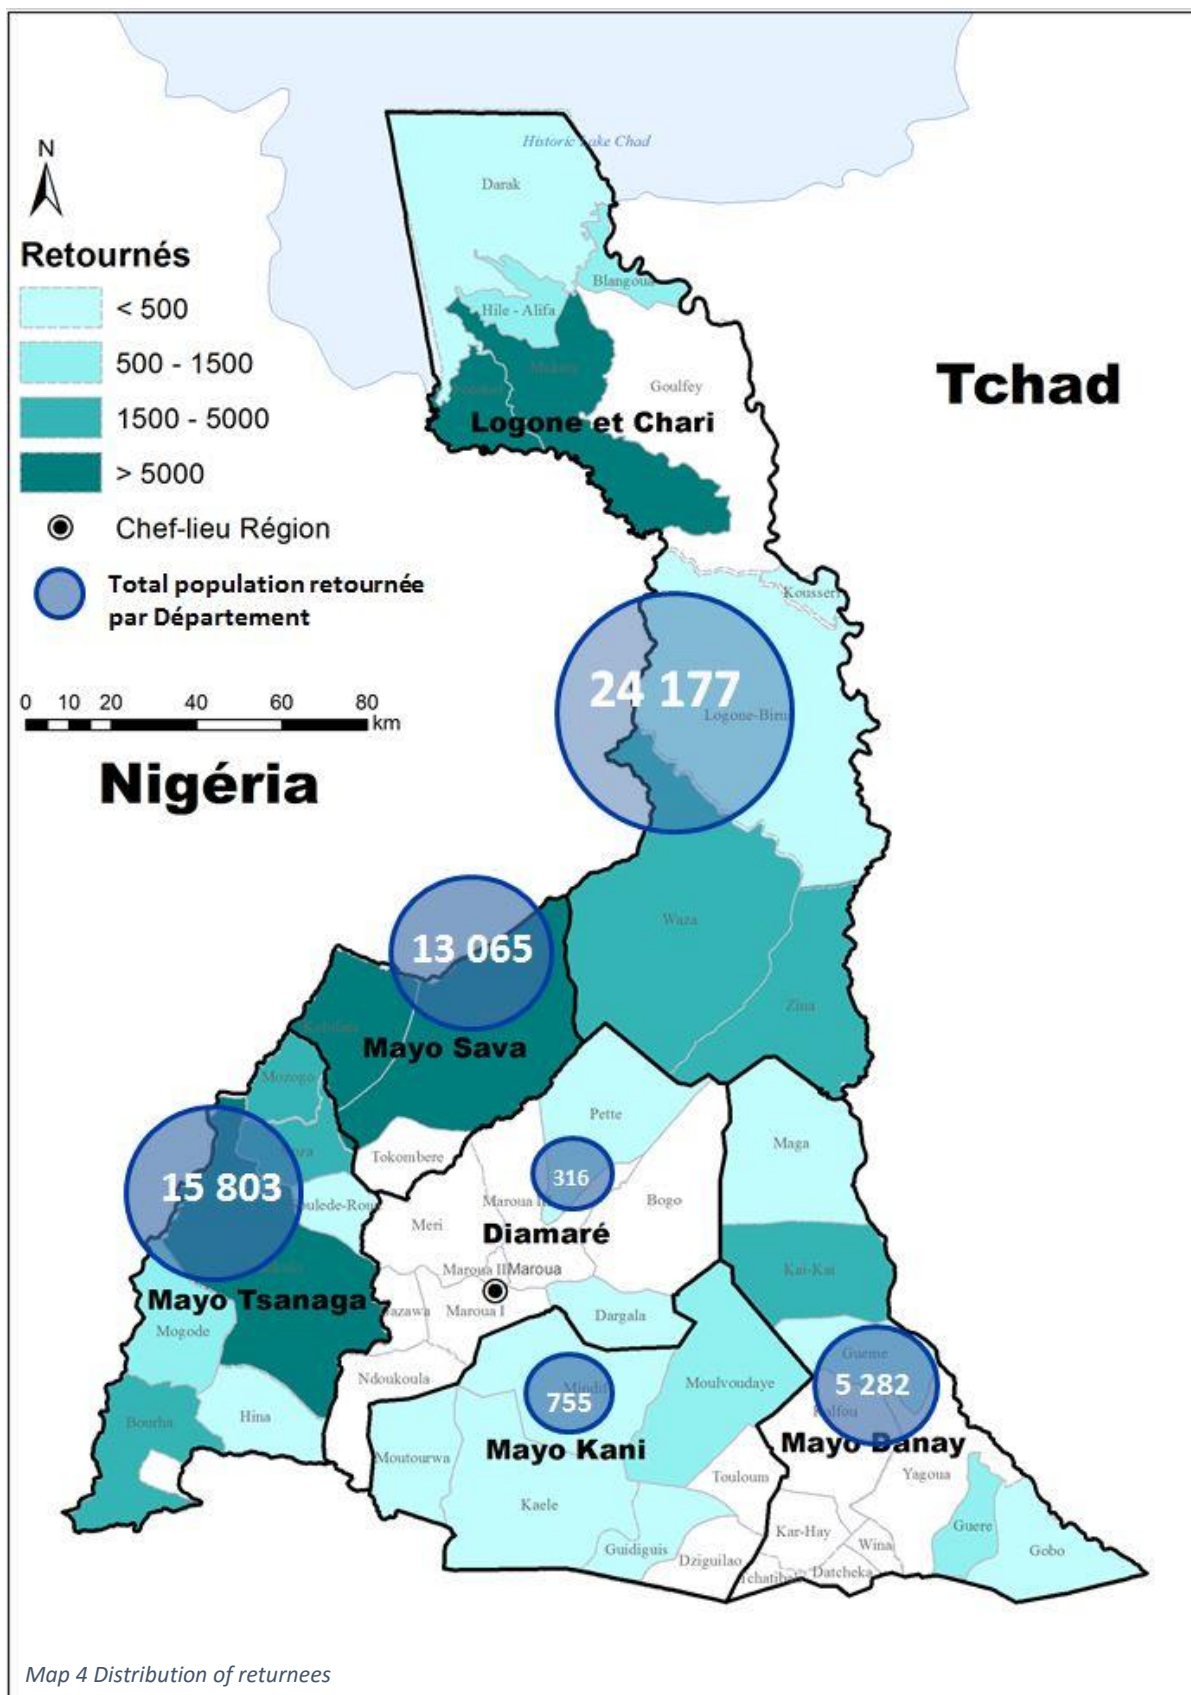 N
Historic Lake Chad
Darak
Retournés
Blangoua
< 500
Hile - Alifa
500 - 1500
Tchad
Goulfey
1500 - 5000
Logone et Chari
> 5000
Chef-lieu Région
Total population retournée
par Département
Kousseri
24 177
0 10 20 40 60 80
km
Logone-Birni
Nigéria
Waza
13 065
Zina
Mayo Sava
Mozogo
Pette
Maga
Tokombere
316
15 803
Bogo
Meri
Diamaré
Maroua II
Maroua
Kai-Kai
Mayo Tsanaga
Maroua I
Dargala
Mogode
Gueme
Ndoukoula
Moulvoudaye
5 282
755
Hina
Bourha
Mayo Kani
Mayo Danay
Moutourwa
Touloum
Yagoua
Kaele
Guere
Kar-Hay
Wina
Guidiguis
Gobo
Dziguilao
Datcheka
Map 4 Distribution of returnees